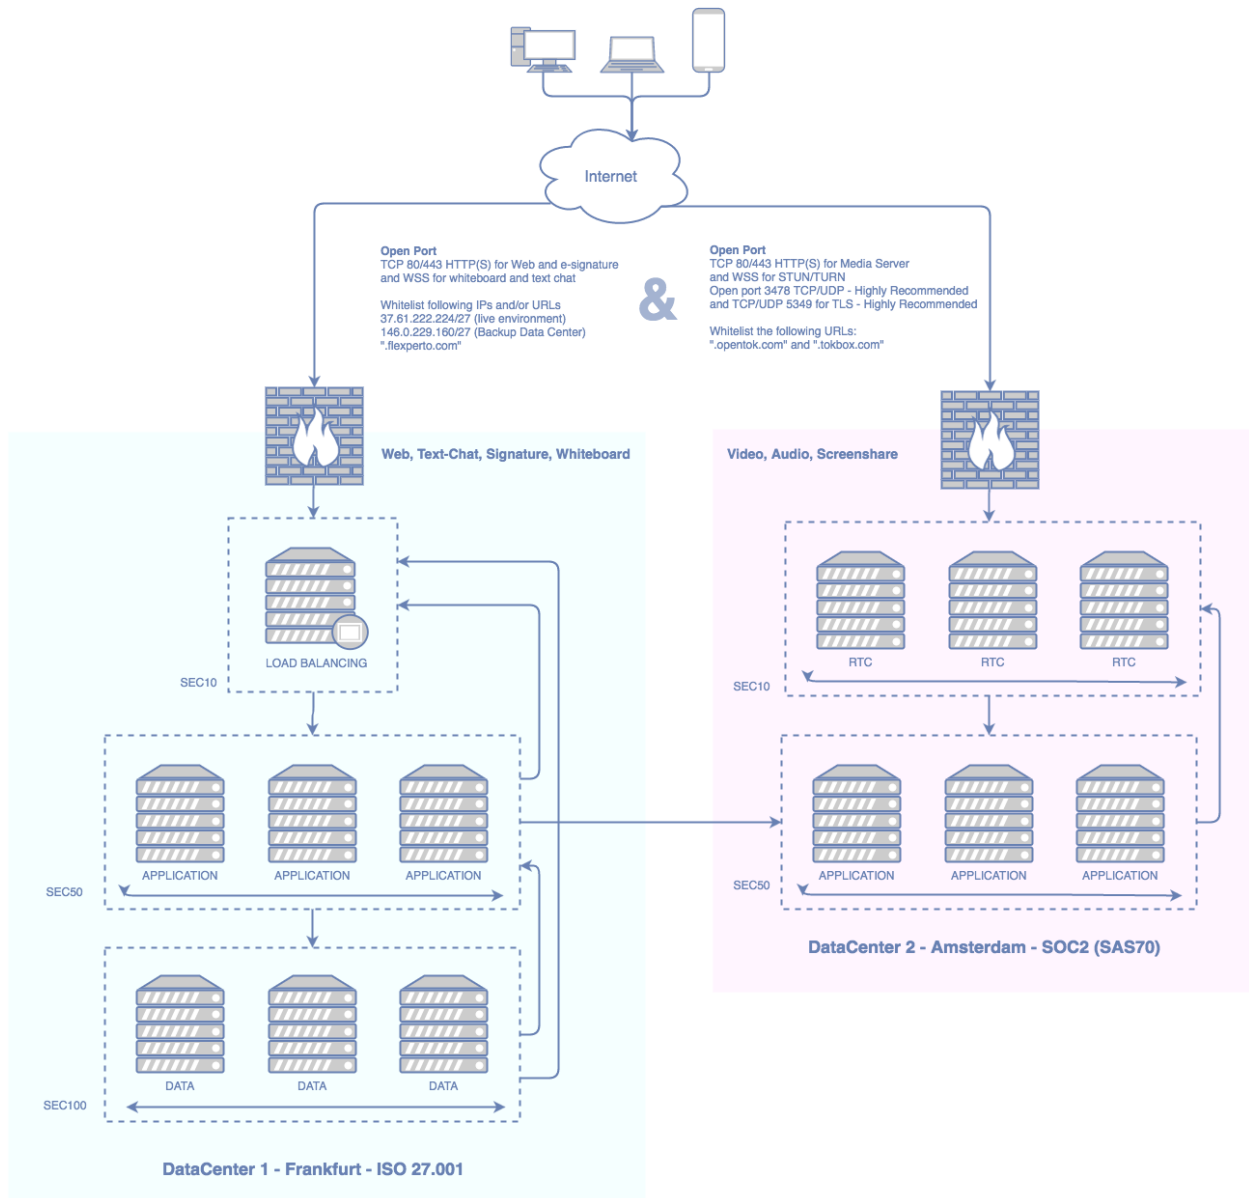 Internet
Open Port
TCP 80/443 HTTP(S) for Web and e-signature
and WSS for whiteboard and text chat
Whitelist following IPs and/or URLs
37.61.222.224/27 (live environment)
146.0.229.160/27 (Backup Data Center)
".flexperto.com"
&
Open Port
TCP 80/443 HTTP(S) for Media Server
and WSS for STUN/TURN
Open port 3478 TCP/UDP - Highly Recommended
and TCP/UDP 5349 for TLS - Highly Recommended
Whitelist the following URLs:
".opentok.com" and ".tokbox.com"
Web, Text-Chat, Signature, Whiteboard
LOAD BALANCING
SEC10
APPLICATION
APPLICATION
APPLICATION
SEC50
DATA
DATA
DATA
SEC100
DataCenter 1 - Frankfurt - ISO 27.001
Video, Audio, Screenshare
RTC
RTC
RTC
SEC10
APPLICATION
APPLICATION
APPLICATION
SEC50
DataCenter 2 - Amsterdam - SOC2 (SAS70)